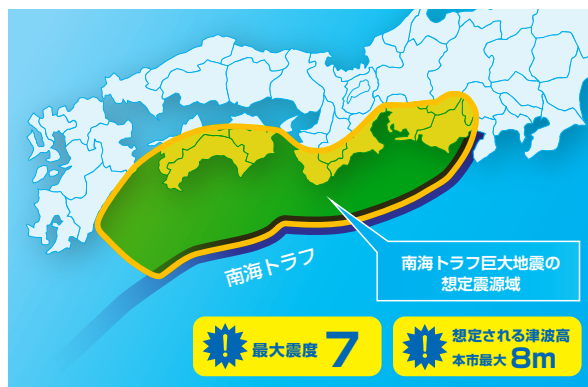 南海トラフ
南海トラフ巨大地震の
想定震源域
最大震度 7
想定される津波高
本市最大 8m